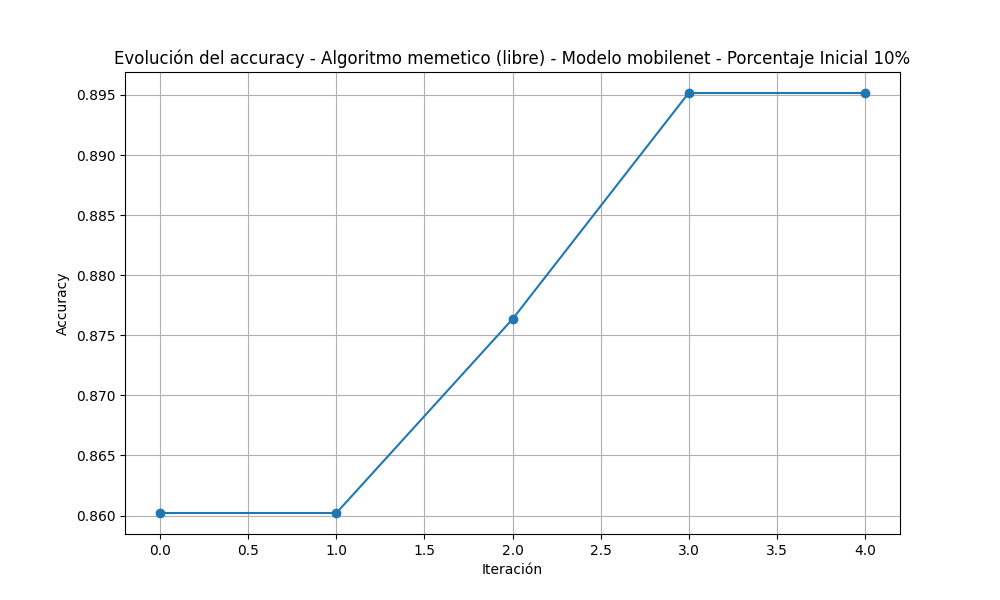 Evolución del accuracy - Algoritmo memetico (libre) - Modelo mobilenet - Porcentaje Inicial 10%
0.895
0.890
0.885
0.880
0.875
0.870
0.865
0.860
Accuracy
0.0 0.5 1.0 1.5 2.0 2.5 3.0 3.5 4.0
Iteración